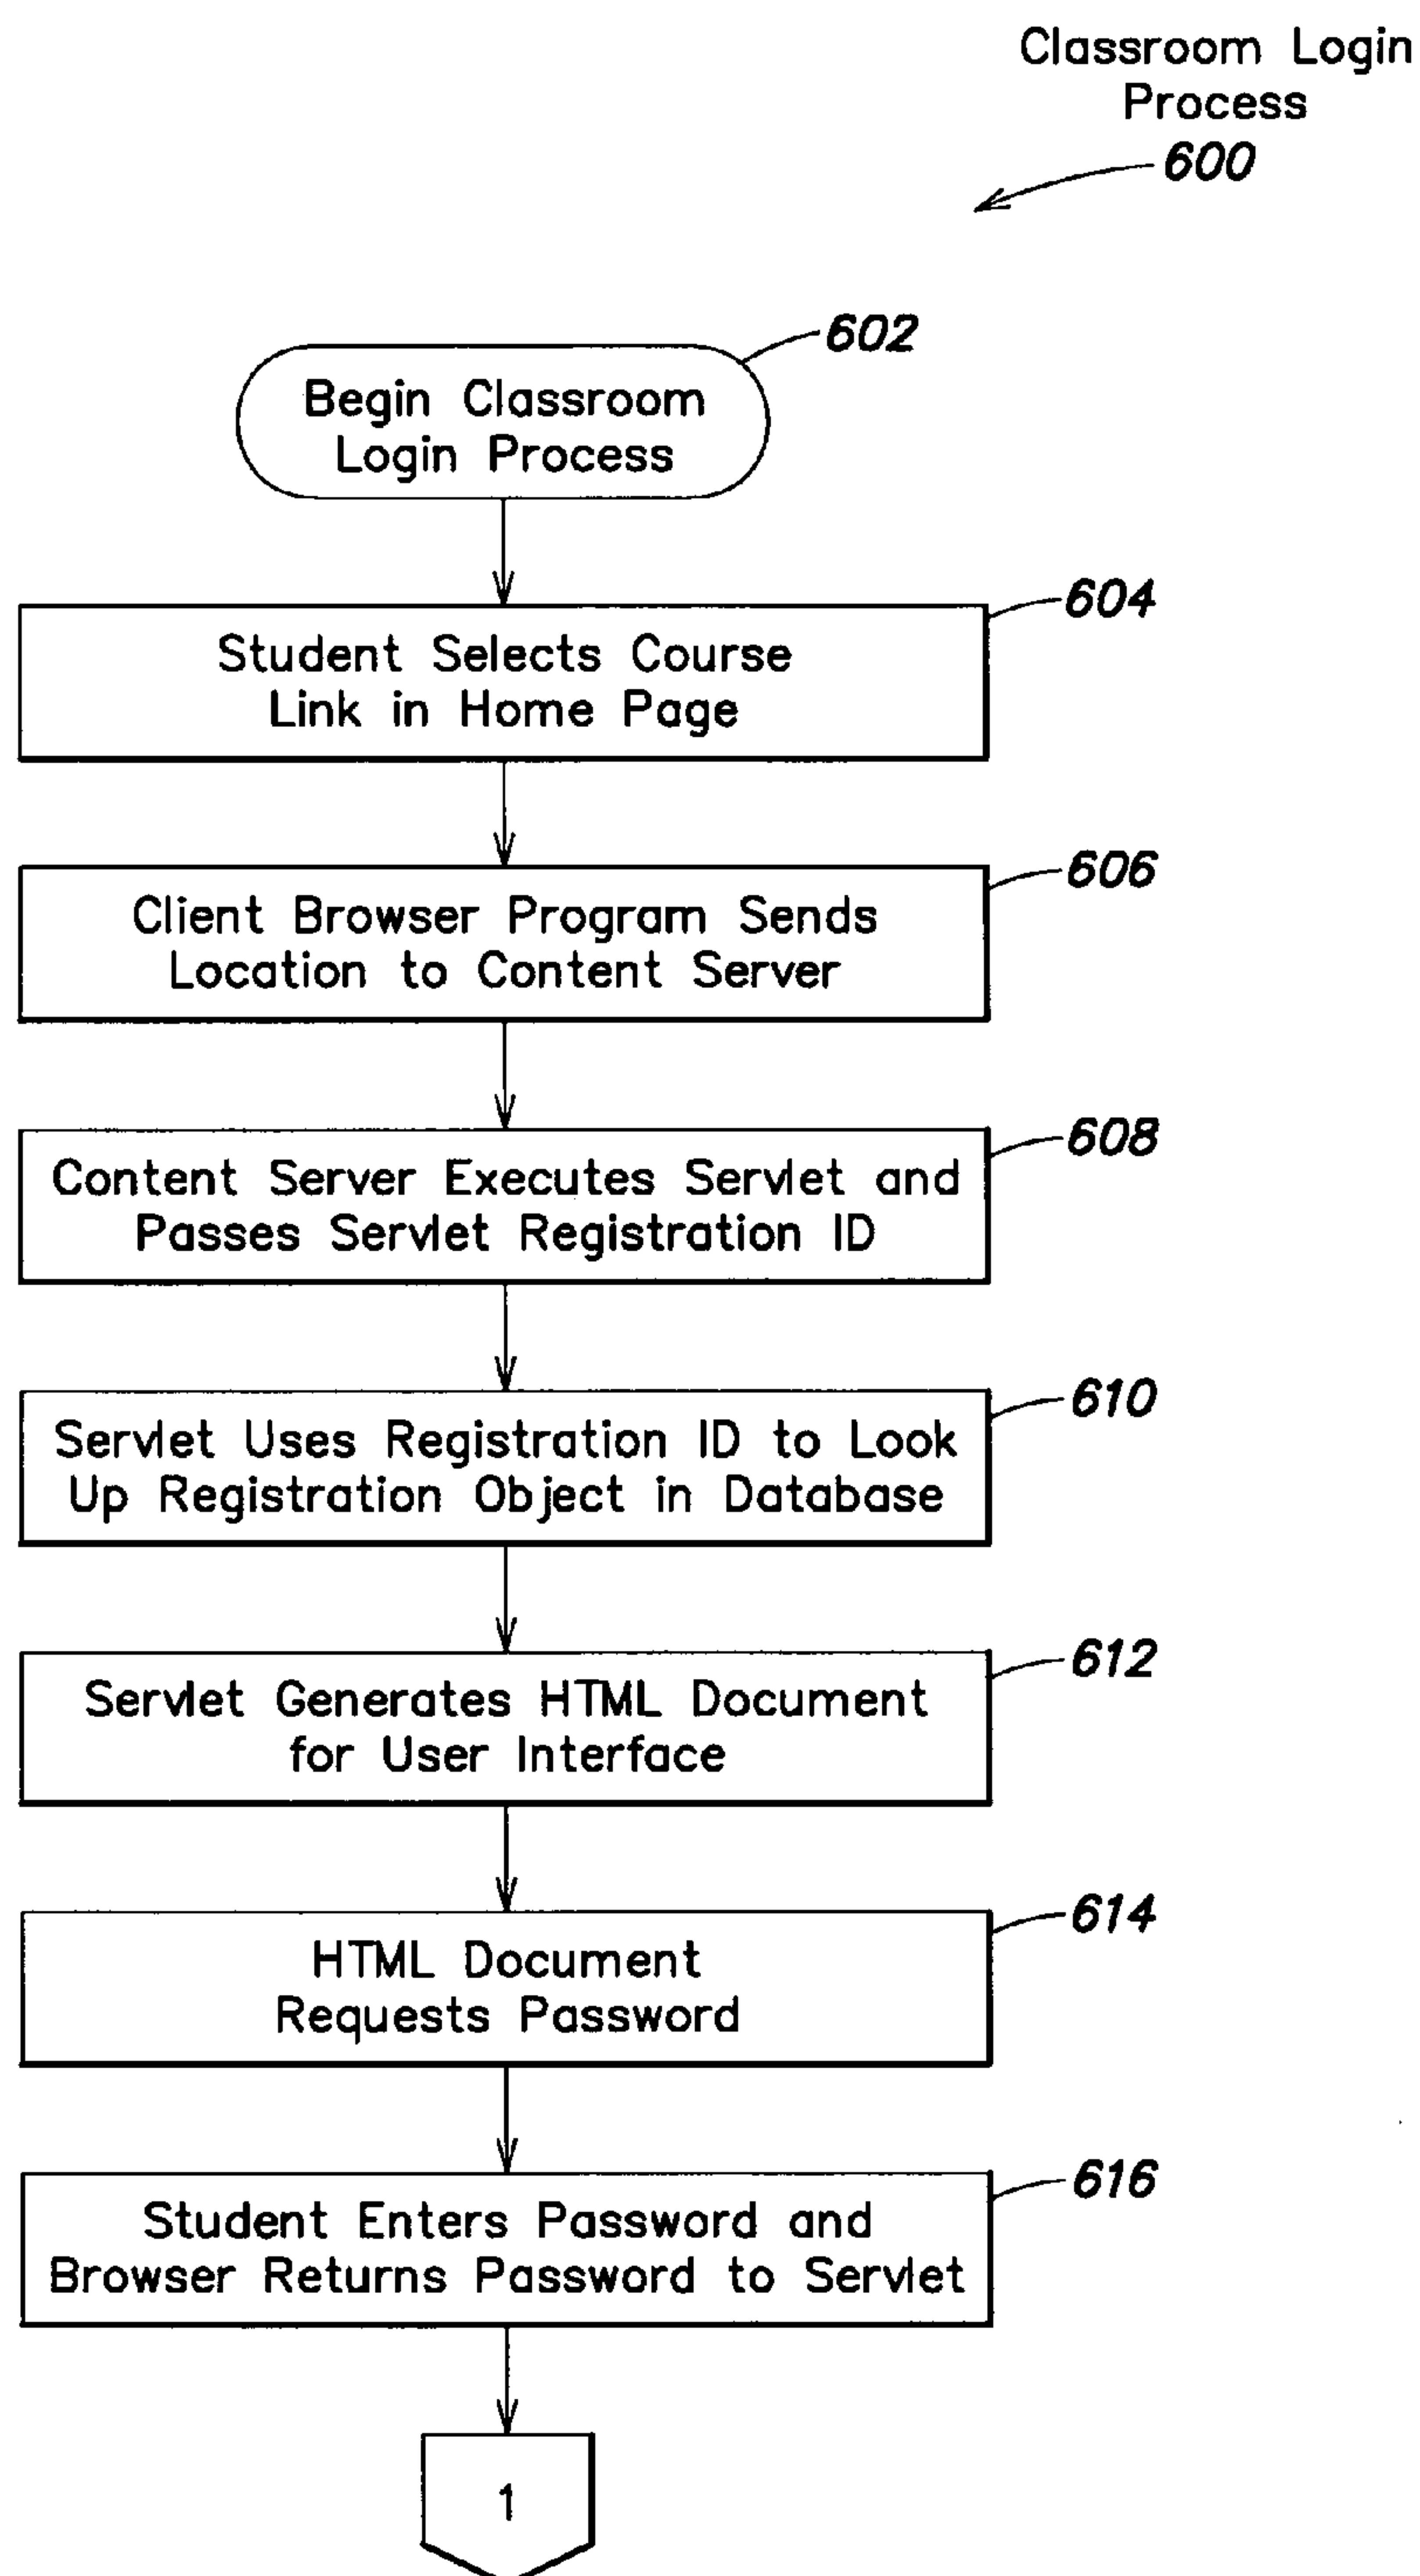 Classroom Login
Process
600
602
Begin Classroom
Login Process
604
Student Selects Course
Link in Home Page
606
Client Browser Program Sends
Location to Content Server
608
Content Server Executes Servlet and
Passes Servlet Registration ID
610
Servlet Uses Registration ID to Look
Up Registration Object in Database
612
Servlet Generates HTML Document
for User Interface
614
HTML Document
Requests Password
616
Student Enters Password and
Browser Returns Password to Servlet
1